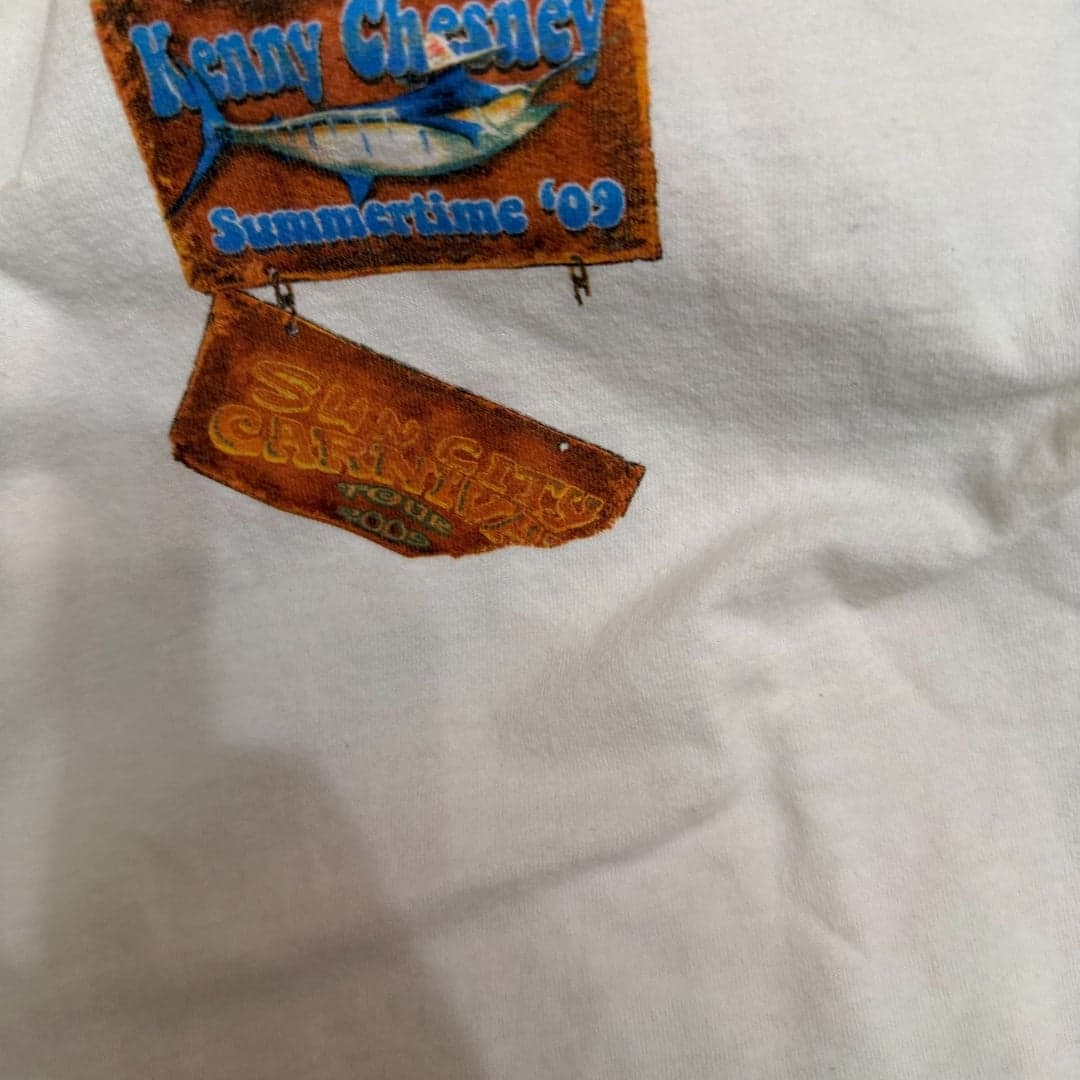 Kenny Chesney
Summertime '09
SUN CITY
CARNIVAL
TOUR
2009